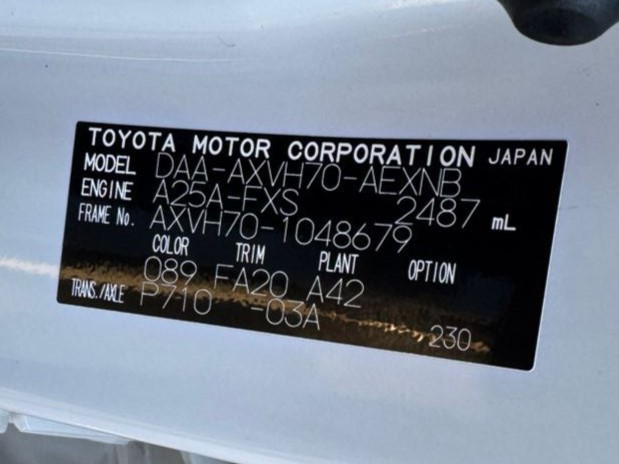 TOYOTA MOTOR CORPORATION JAPAN
MODEL DAA-AXVH70-AEXNB
ENGINE A25A-FXS 2487 mL
FRAME No. AXVH70-1048679
COLOR TRIM PLANT OPTION
089 FA20 A42
TRANS./AXLE P710 -03A 230